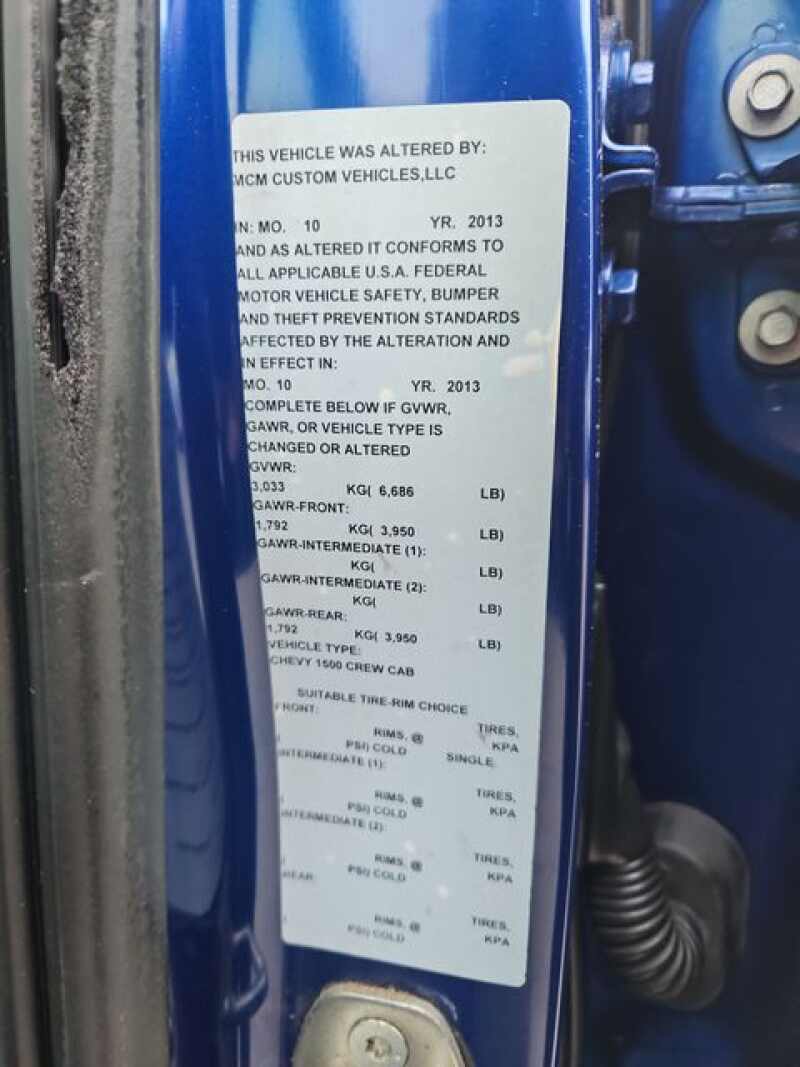 THIS VEHICLE WAS ALTERED BY:
MCM CUSTOM VEHICLES,LLC
IN: MO. 10 YR. 2013
AND AS ALTERED IT CONFORMS TO
ALL APPLICABLE U.S.A. FEDERAL
MOTOR VEHICLE SAFETY, BUMPER
AND THEFT PREVENTION STANDARDS
AFFECTED BY THE ALTERATION AND
IN EFFECT IN:
MO. 10 YR. 2013
COMPLETE BELOW IF GVWR,
GAWR, OR VEHICLE TYPE IS
CHANGED OR ALTERED
GVWR:
3,033 KG( 6,686 LB)
GAWR-FRONT:
1,792 KG( 3,950 LB)
GAWR-INTERMEDIATE (1):
KG( LB)
GAWR-INTERMEDIATE (2):
KG( LB)
GAWR-REAR:
1,792 KG( 3,950 LB)
VEHICLE TYPE:
CHEVY 1500 CREW CAB
SUITABLE TIRE-RIM CHOICE
FRONT:
RIMS, @ TIRES,
( PSI) COLD KPA
SINGLE
INTERMEDIATE (1):
RIMS, @ TIRES,
( PSI) COLD KPA
INTERMEDIATE (2):
RIMS, @ TIRES,
( PSI) COLD KPA
REAR:
RIMS, @ TIRES,
( PSI) COLD KPA